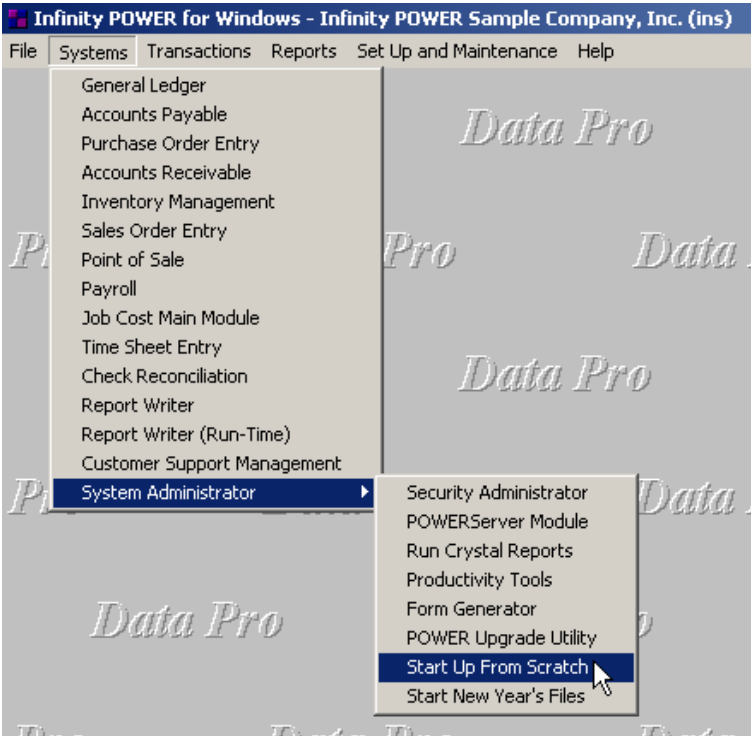 Infinity POWER for Windows - Infinity POWER Sample Company, Inc. (ins)
File Systems Transactions Reports Set Up and Maintenance Help
General Ledger
Accounts Payable
Purchase Order Entry
Accounts Receivable
Inventory Management
Sales Order Entry
Point of Sale
Payroll
Job Cost Main Module
Time Sheet Entry
Check Reconciliation
Report Writer
Report Writer (Run-Time)
Customer Support Management
System Administrator
Security Administrator
POWERServer Module
Run Crystal Reports
Productivity Tools
Form Generator
POWER Upgrade Utility
Start Up From Scratch
Start New Year's Files
Data Pro
Pro
Data
Data Pro
Data
Data Pro